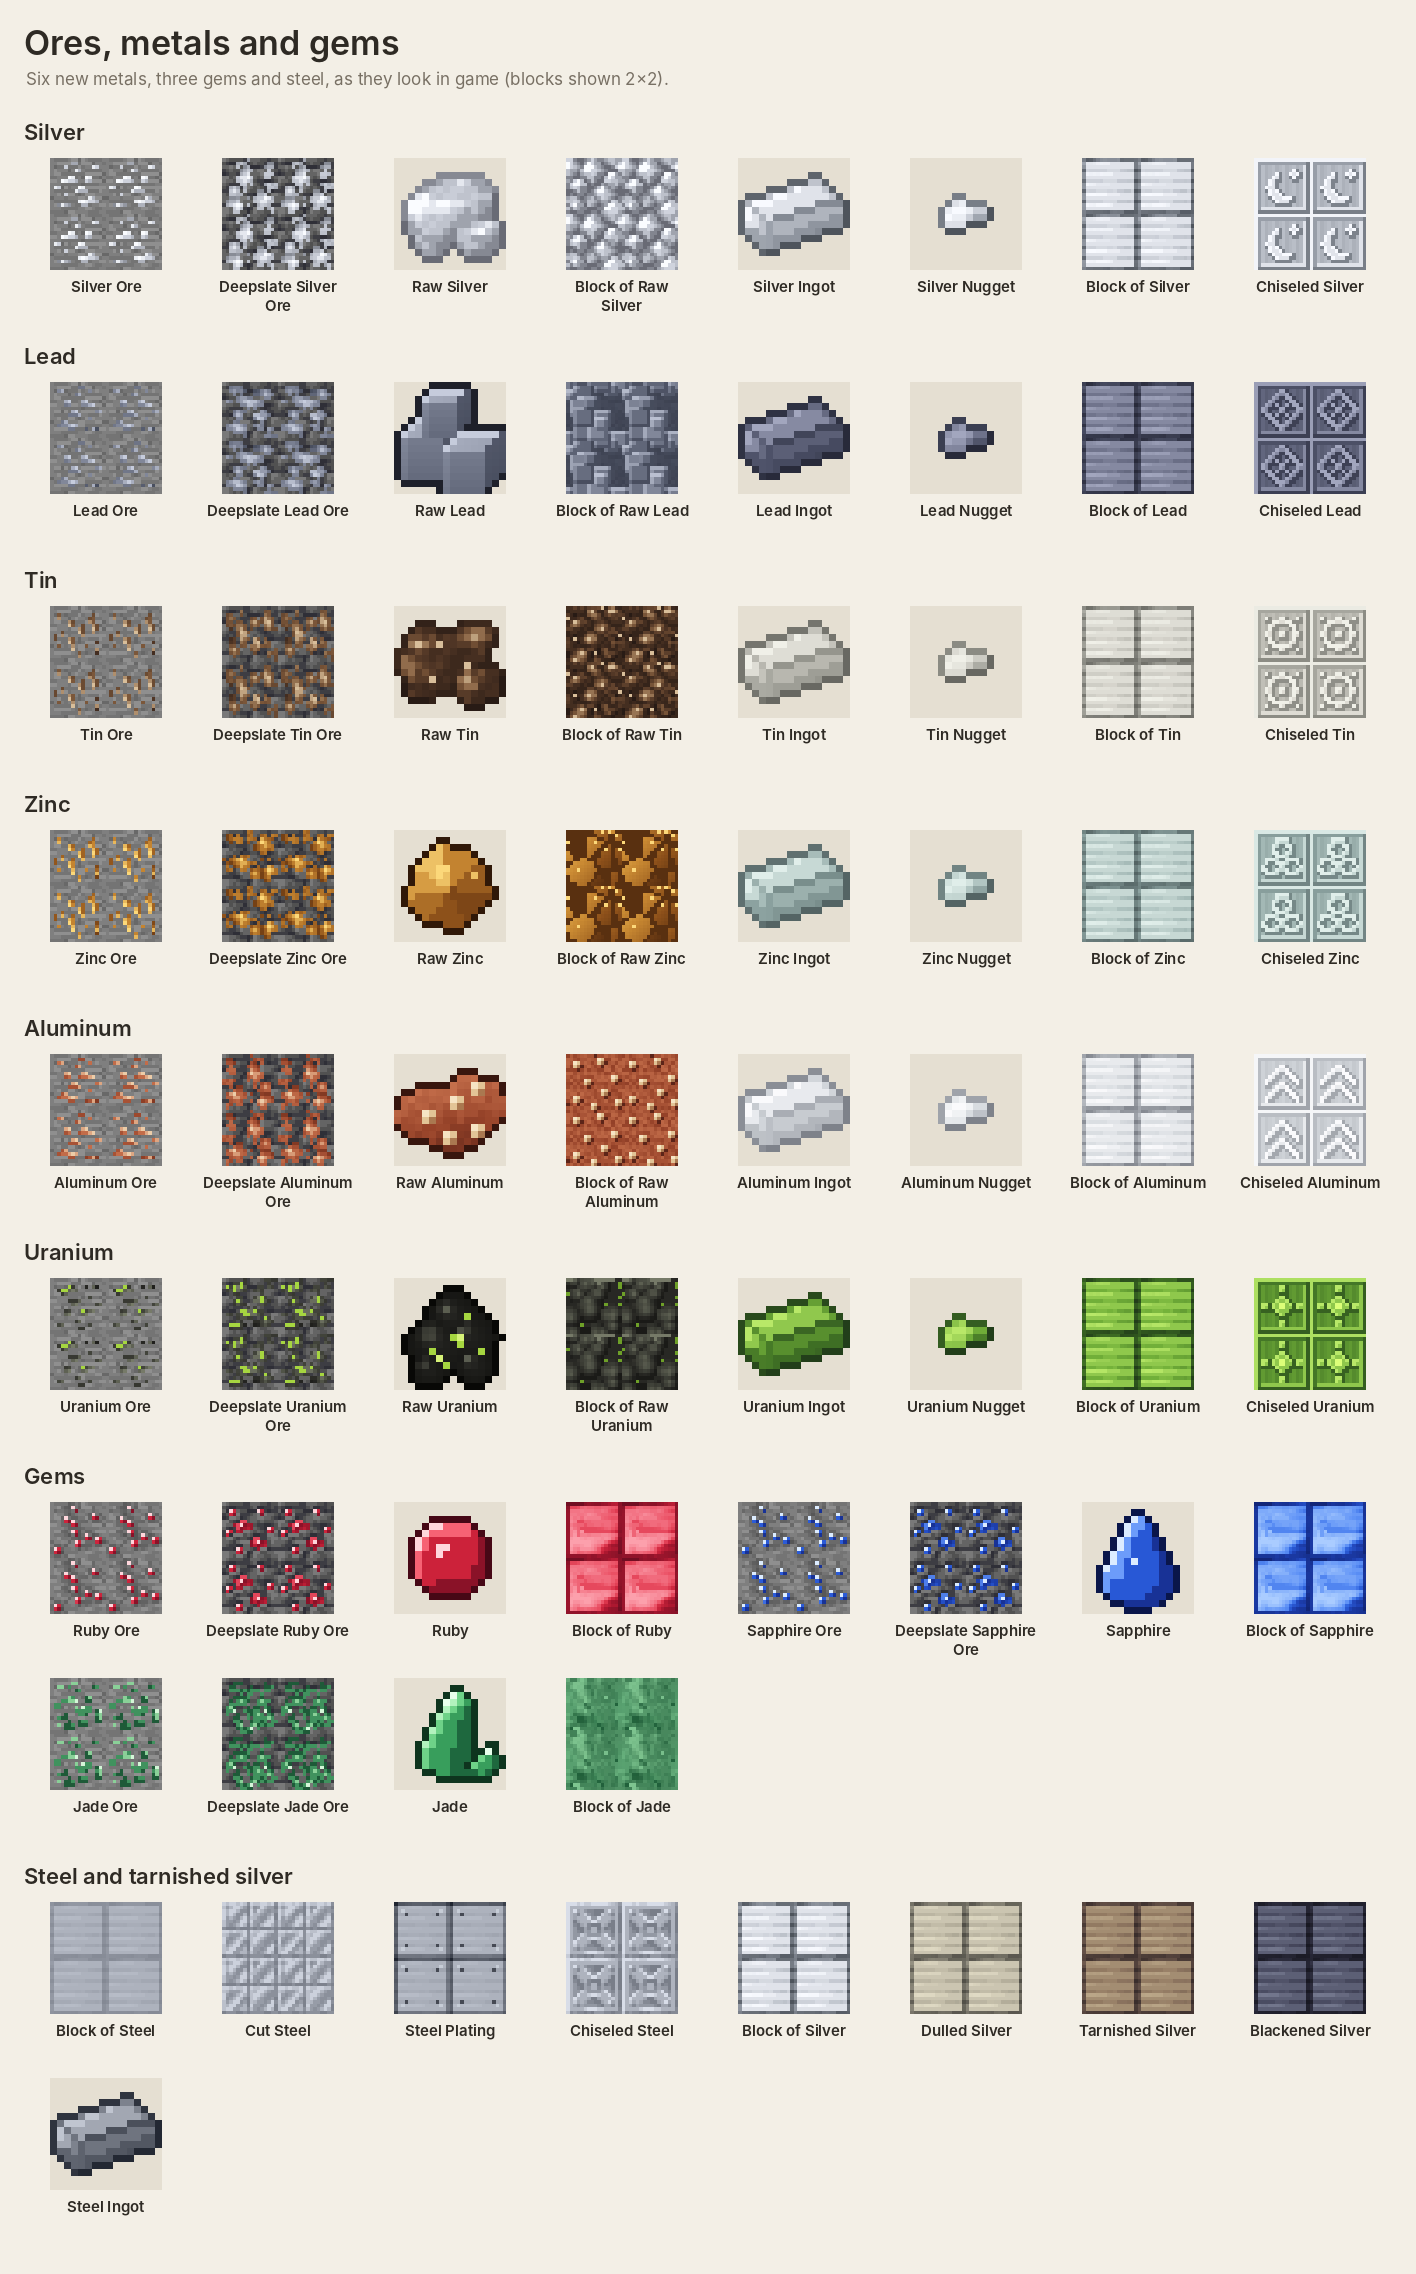 Ores, metals and gems
Six new metals, three gems and steel, as they look in game (blocks shown 2×2).
Silver
Silver Ore
Deepslate Silver
Ore
Raw Silver
Block of Raw
Silver
Silver Ingot
Silver Nugget
Block of Silver
Chiseled Silver
Lead
Lead Ore
Deepslate Lead Ore
Raw Lead
Block of Raw Lead
Lead Ingot
Lead Nugget
Block of Lead
Chiseled Lead
Tin
Tin Ore
Deepslate Tin Ore
Raw Tin
Block of Raw Tin
Tin Ingot
Tin Nugget
Block of Tin
Chiseled Tin
Zinc
Zinc Ore
Deepslate Zinc Ore
Raw Zinc
Block of Raw Zinc
Zinc Ingot
Zinc Nugget
Block of Zinc
Chiseled Zinc
Aluminum
Aluminum Ore
Deepslate Aluminum
Ore
Raw Aluminum
Block of Raw
Aluminum
Aluminum Ingot
Aluminum Nugget
Block of Aluminum
Chiseled Aluminum
Uranium
Uranium Ore
Deepslate Uranium
Ore
Raw Uranium
Block of Raw
Uranium
Uranium Ingot
Uranium Nugget
Block of Uranium
Chiseled Uranium
Gems
Ruby Ore
Deepslate Ruby Ore
Ruby
Block of Ruby
Sapphire Ore
Deepslate Sapphire
Ore
Sapphire
Block of Sapphire
Jade Ore
Deepslate Jade Ore
Jade
Block of Jade
Steel and tarnished silver
Block of Steel
Cut Steel
Steel Plating
Chiseled Steel
Block of Silver
Dulled Silver
Tarnished Silver
Blackened Silver
Steel Ingot